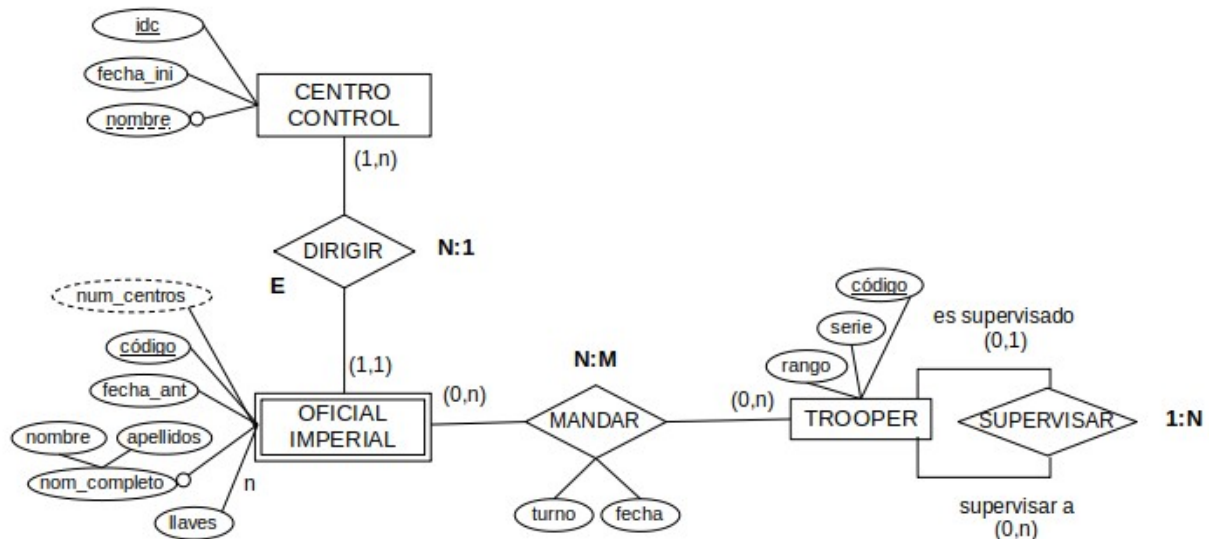 idc
fecha_ini
nombre
CENTRO
CONTROL
(1,n)
DIRIGIR
N:1
E
(1,1)
num_centros
código
fecha_ant
nombre
apellidos
nom_completo
n
llaves
OFICIAL
IMPERIAL
(0,n)
N:M
MANDAR
turno
fecha
(0,n)
código
serie
rango
TROOPER
es supervisado
(0,1)
SUPERVISAR
1:N
supervisar a
(0,n)